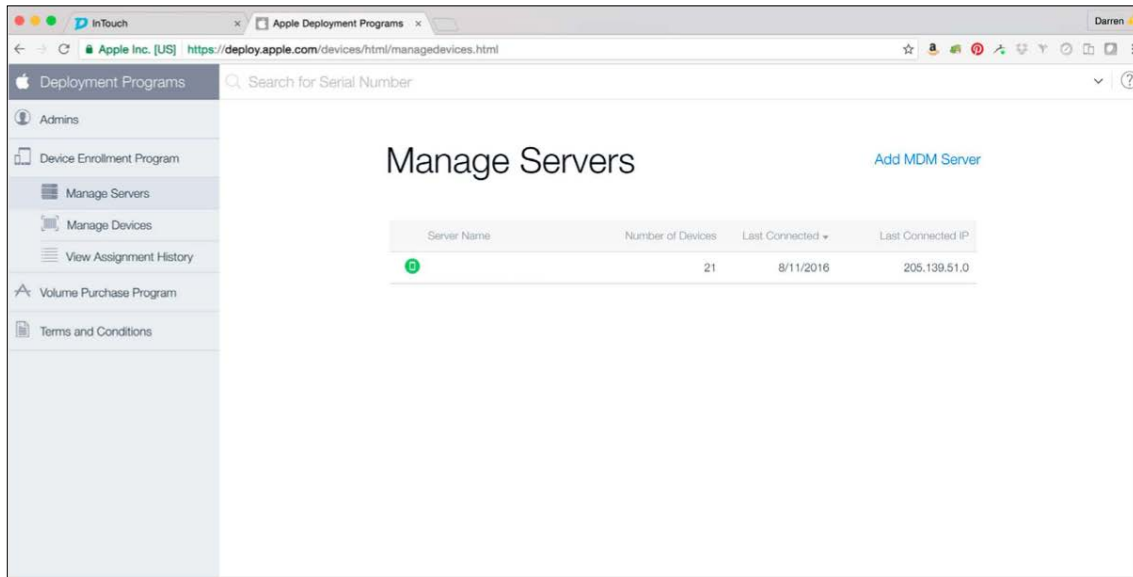 InTouch × Apple Deployment Programs × Darren
Apple Inc. [US] https://deploy.apple.com/devices/html/managedevices.html
Deployment Programs Search for Serial Number ?
Admins
Device Enrollment Program
Manage Servers
Manage Devices
View Assignment History
Volume Purchase Program
Terms and Conditions
Manage Servers Add MDM Server
Server Name Number of Devices Last Connected Last Connected IP
21 8/11/2016 205.139.51.0